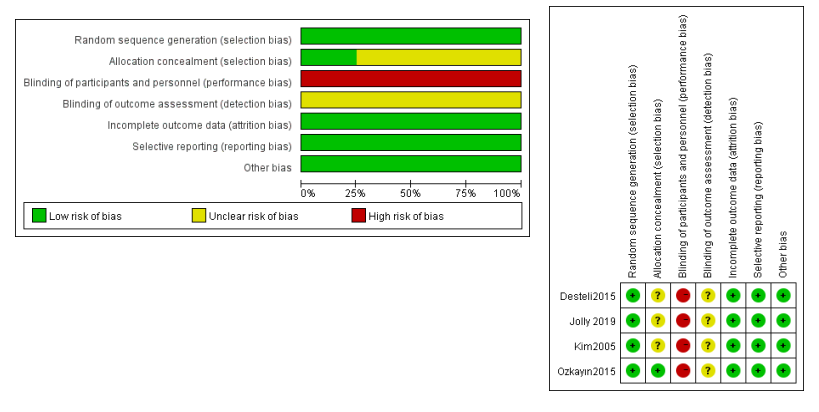 Random sequence generation (selection bias)
Allocation concealment (selection bias)
Blinding of participants and personnel (performance bias)
Blinding of outcome assessment (detection bias)
Incomplete outcome data (attrition bias)
Selective reporting (reporting bias)
Other bias
0% 25% 50% 75% 100%
Low risk of bias Unclear risk of bias High risk of bias
Random sequence generation (selection bias)
Allocation concealment (selection bias)
Blinding of participants and personnel (performance bias)
Blinding of outcome assessment (detection bias)
Incomplete outcome data (attrition bias)
Selective reporting (reporting bias)
Other bias
Desteli2015 + ? - ? + + +
Jolly 2019 + ? - ? + + +
Kim2005 + ? - ? + + +
Ozkayın2015 + + - ? + + +